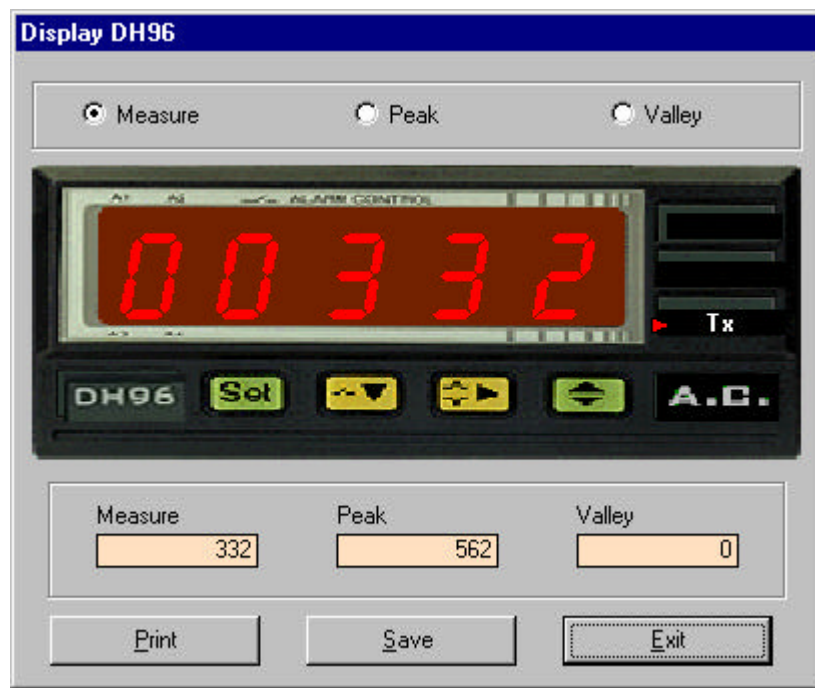 Display DH96
Measure Peak Valley
ALARM CONTROL
00332
Tx
DH96 Set A.C.
Measure Peak Valley
332 562 0
Print Save Exit